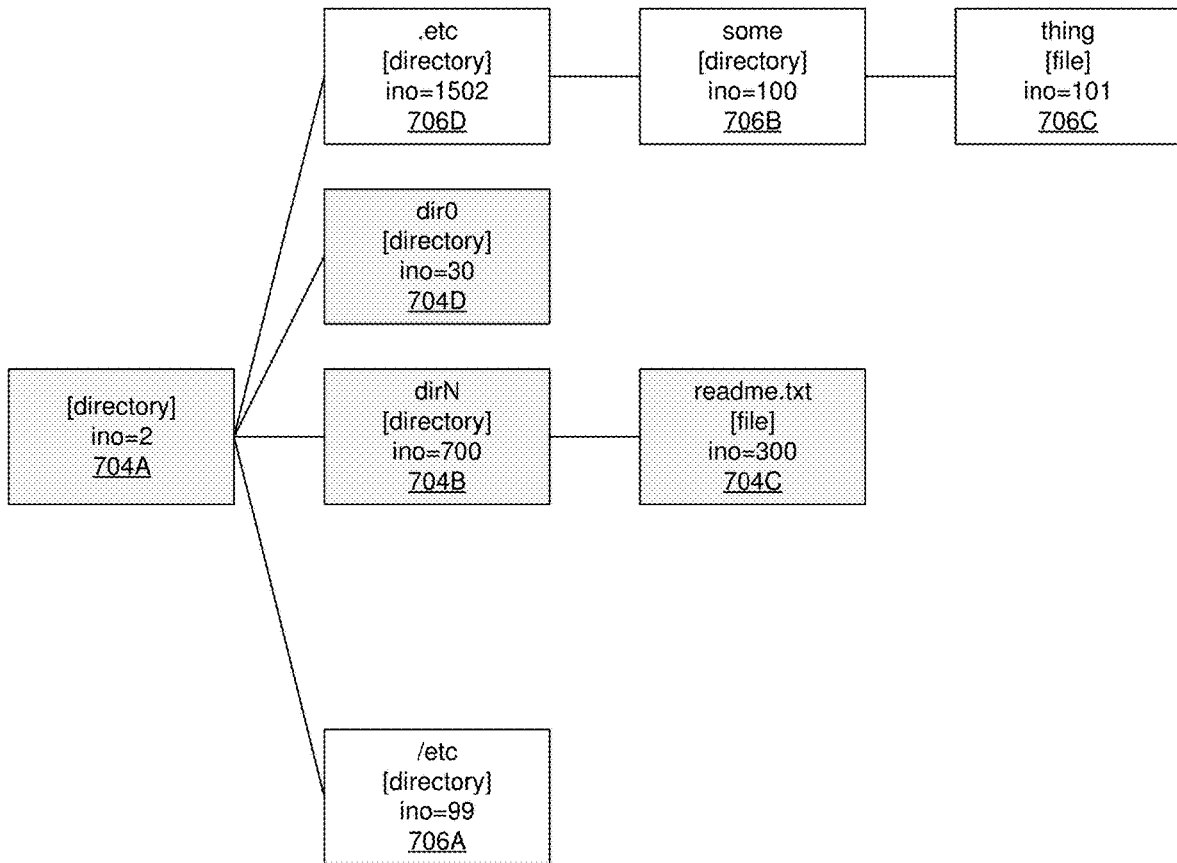 .etc
[directory]
ino=1502
706D
some
[directory]
ino=100
706B
thing
[file]
ino=101
706C
dir0
[directory]
ino=30
704D
[directory]
ino=2
704A
dirN
[directory]
ino=700
704B
readme.txt
[file]
ino=300
704C
/etc
[directory]
ino=99
706A